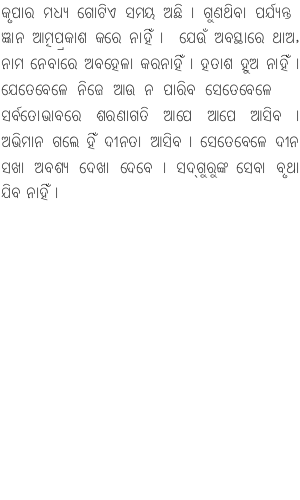 କୃପାର ମଧ୍ୟ ଗୋଟିଏ ସମୟ ଅଛି । ଗୁଣଥିବା ପର୍ଯ୍ୟନ୍ତ
ଜ୍ଞାନ ଆତ୍ମପ୍ରକାଶ କରେ ନାହିଁ । ଯେଉଁ ଅବସ୍ଥାରେ ଥାଅ,
ନାମ ନେବାରେ ଅବହେଳା କରନାହିଁ । ହତାଶ ହୁଅ ନାହିଁ ।
ଯେତେବେଳେ ନିଜେ ଆଉ ନ ପାରିବ ସେତେବେଳେ
ସର୍ବତୋଭାବରେ ଶରଣାଗତି ଆପେ ଆପେ ଆସିବ ।
ଅଭିମାନ ଗଲେ ହିଁ ଦୀନତା ଆସିବ । ସେତେବେଳେ ଦୀନ
ସଖା ଅବଶ୍ୟ ଦେଖା ଦେବେ । ସଦ୍‌ଗୁରୁଙ୍କ ସେବା ବୃଥା
ଯିବ ନାହିଁ ।